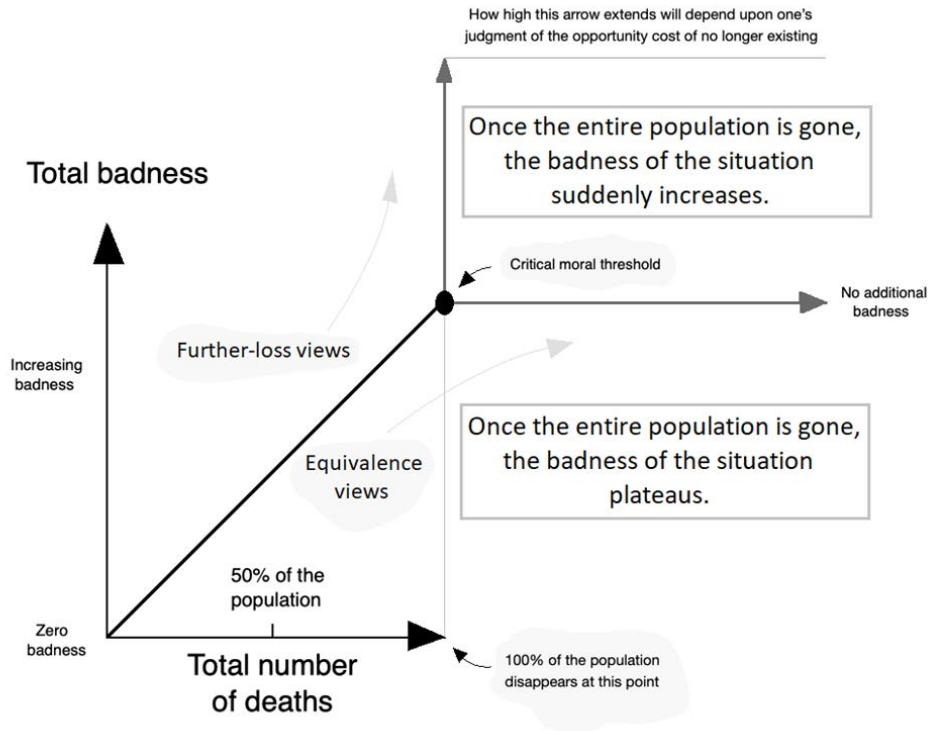 How high this arrow extends will depend upon one's
judgment of the opportunity cost of no longer existing
Once the entire population is gone,
the badness of the situation
suddenly increases.
Total badness
Critical moral threshold
No additional
badness
Further-loss views
Increasing
badness
Once the entire population is gone,
the badness of the situation
plateaus.
Equivalence
views
50% of the
population
Zero
badness
Total number
of deaths
100% of the population
disappears at this point